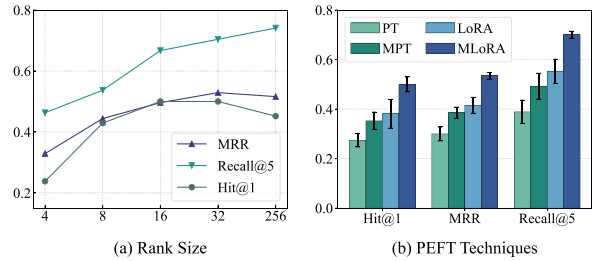 0.8
0.6
0.4
0.2
4
8
16
32
256
MRR
Recall@5
Hit@1
(a) Rank Size
0.8
0.6
0.4
0.2
0.0
PT
MPT
LoRA
MLoRA
Hit@1
MRR
Recall@5
(b) PEFT Techniques